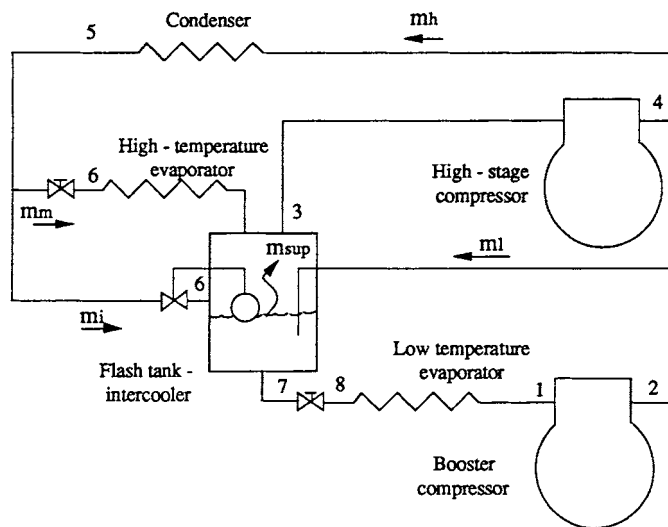 Condenser
5
mh
4
High - temperature
evaporator
6
High - stage
compressor
mm
3
msup
ml
6
mi
Flash tank -
intercooler
Low temperature
evaporator
7
8
1
2
Booster
compressor